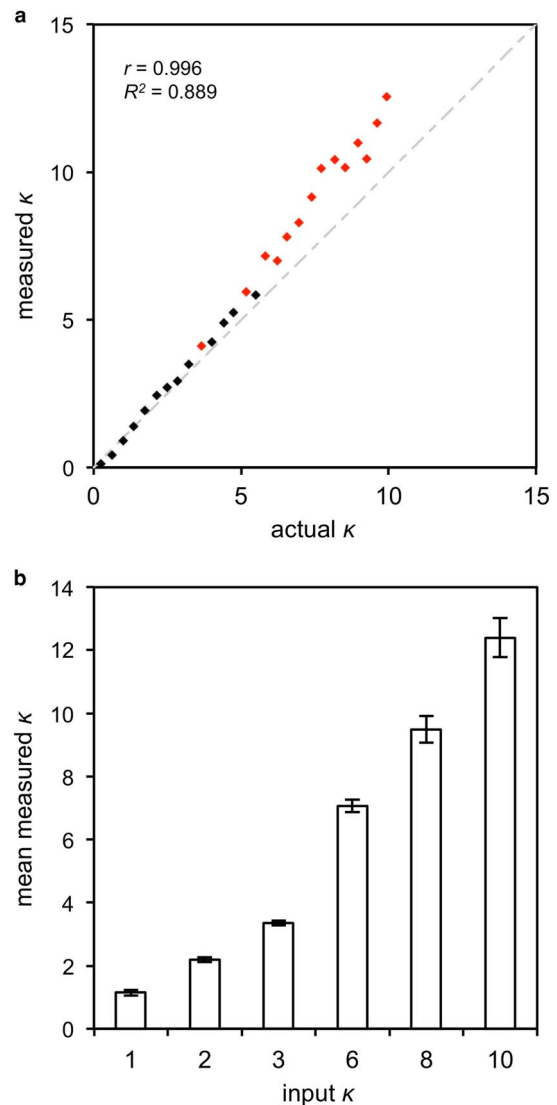 a
r = 0.996
R² = 0.889
15
10
5
0
measured κ
0 5 10 15
actual κ
b
14
12
10
8
6
4
2
0
mean measured κ
1 2 3 6 8 10
input κ